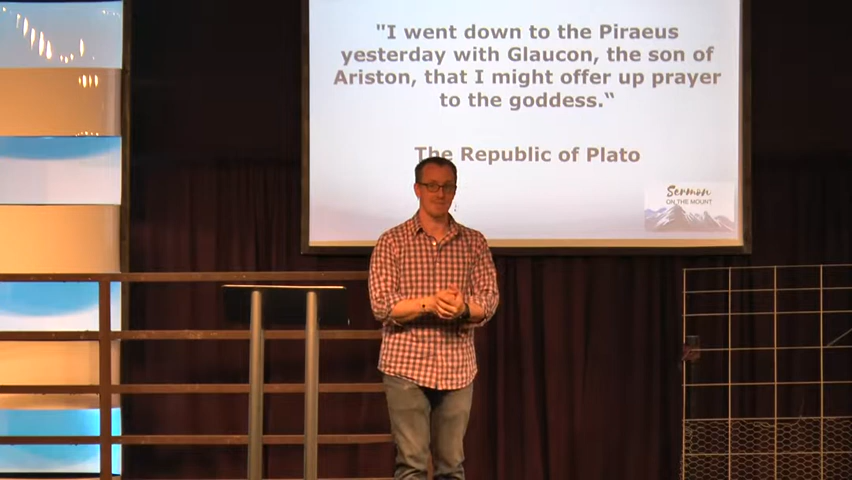 "I went down to the Piraeus
yesterday with Glaucon, the son of
Ariston, that I might offer up prayer
to the goddess.“
The Republic of Plato
Sermon
ON THE MOUNT